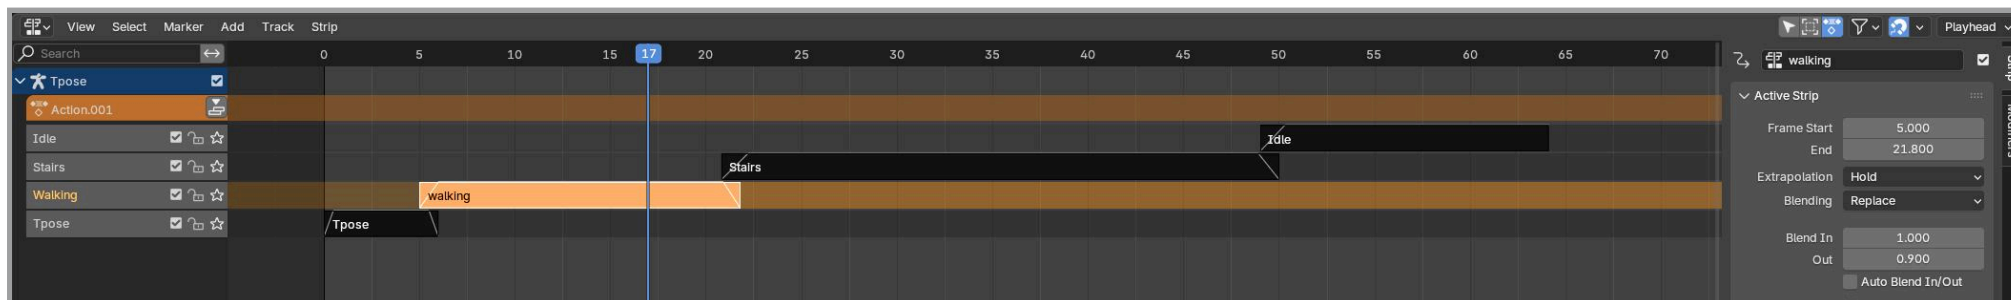 View Select Marker Add Track Strip Playhead
Search 0 5 10 15 17 20 25 30 35 40 45 50 55 60 65 70 walking
Tpose
Action.001 Active Strip
Idle Idle Frame Start 5.000
End 21.800
Stairs Stairs
Extrapolation Hold
Walking walking
Blending Replace
Tpose Tpose
Blend In 1.000
Out 0.900
Auto Blend In/Out